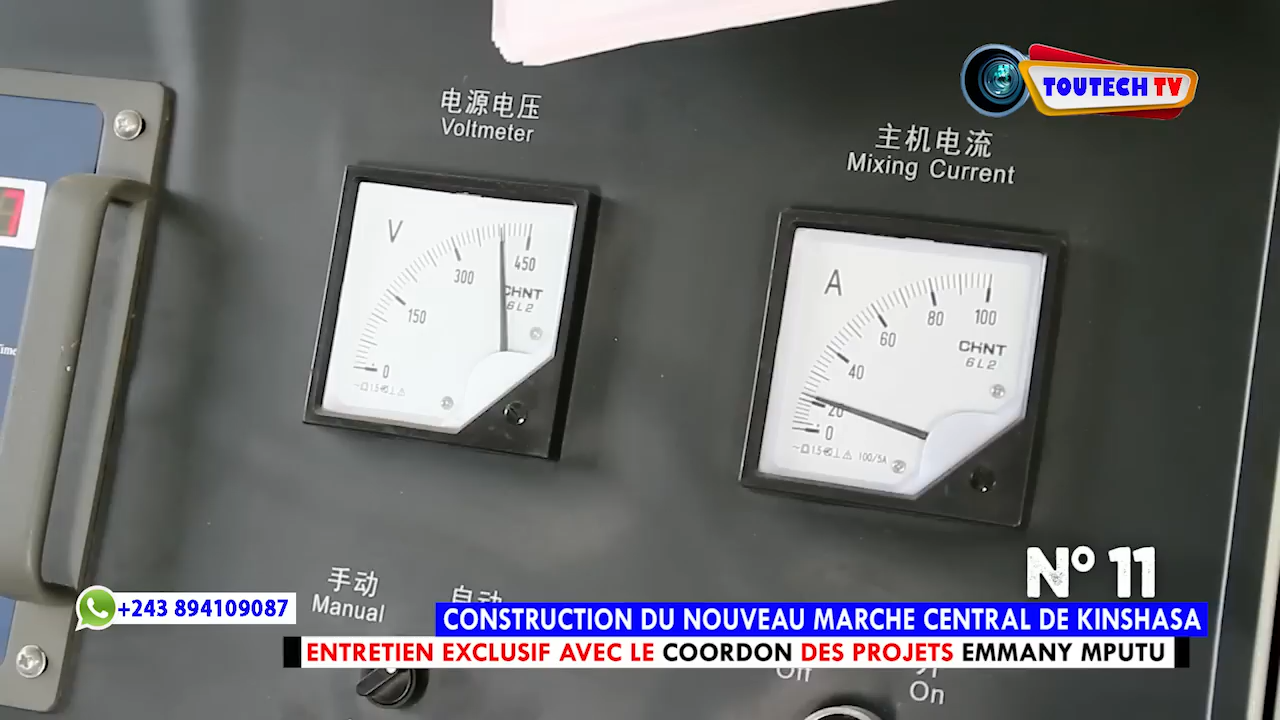 TOUTECH TV
电源电压
Voltmeter
主机电流
Mixing Current
V
0
150
300
450
CHNT
6L2
A
0
20
40
60
80
100
CHNT
6L2
100/5A
手动
Manual
自动
Off
On
N° 11
+243 894109087
CONSTRUCTION DU NOUVEAU MARCHE CENTRAL DE KINSHASA
ENTRETIEN EXCLUSIF AVEC LE COORDON DES PROJETS EMMANY MPUTU